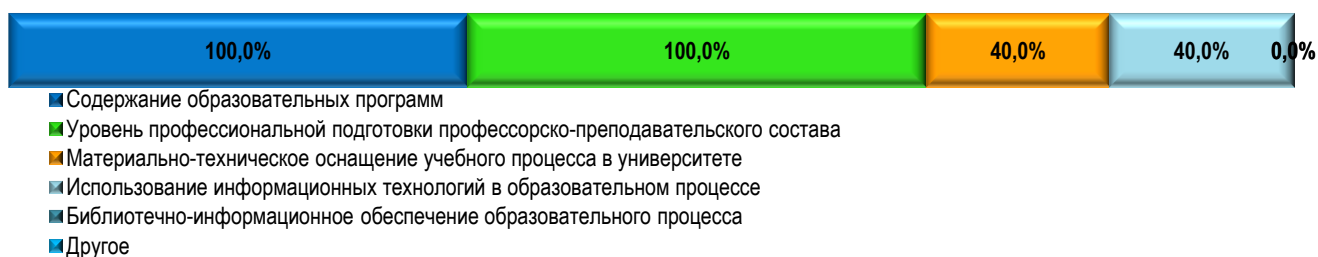 100,0% 100,0% 40,0% 40,0% 0,0%
Содержание образовательных программ
Уровень профессиональной подготовки профессорско-преподавательского состава
Материально-техническое оснащение учебного процесса в университете
Использование информационных технологий в образовательном процессе
Библиотечно-информационное обеспечение образовательного процесса
Другое